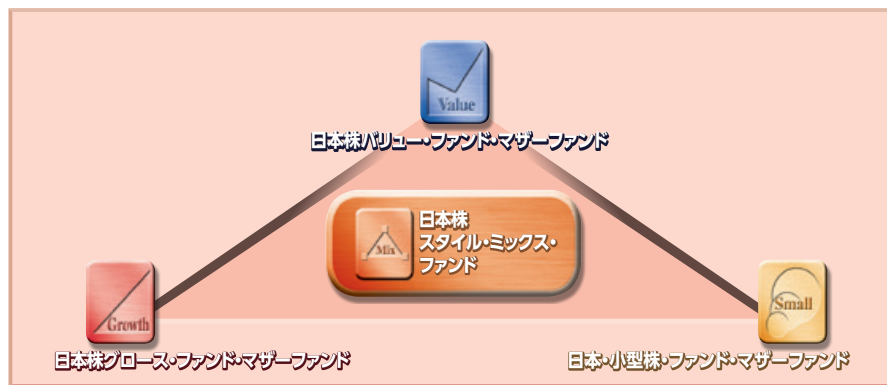 Value
日本株バリュー・ファンド・マザーファンド
Mix
日本株
スタイル・ミックス・
ファンド
Growth
日本株グロース・ファンド・マザーファンド
Small
日本・小型株・ファンド・マザーファンド